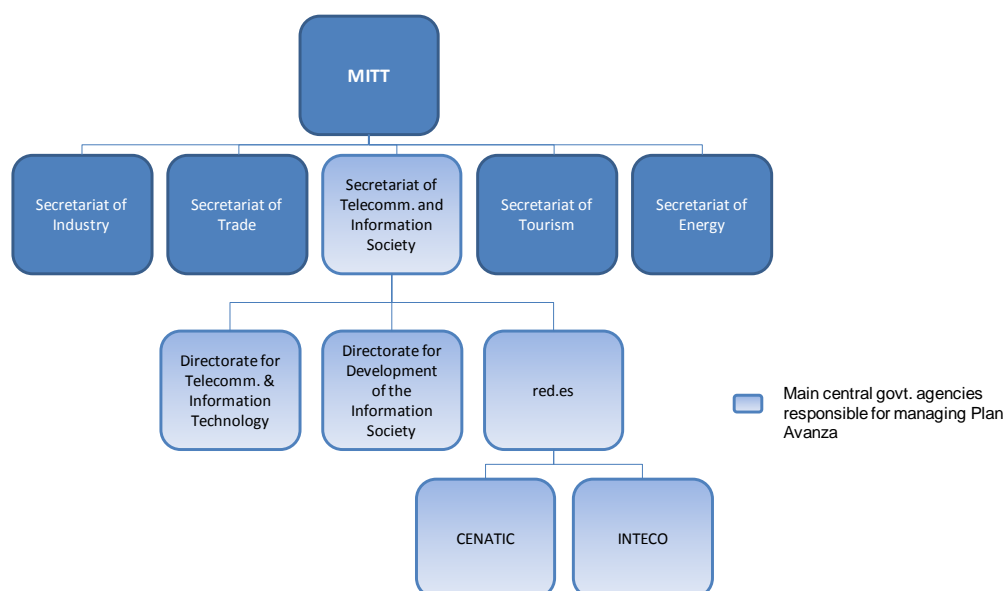 MITT
Secretariat of
Industry
Secretariat of
Trade
Secretariat of
Telecomm. and
Information
Society
Secretariat of
Tourism
Secretariat of
Energy
Directorate for
Telecomm. &
Information
Technology
Directorate for
Development
of the
Information
Society
red.es
Main central govt. agencies
responsible for managing Plan
Avanza
CENATIC
INTECO